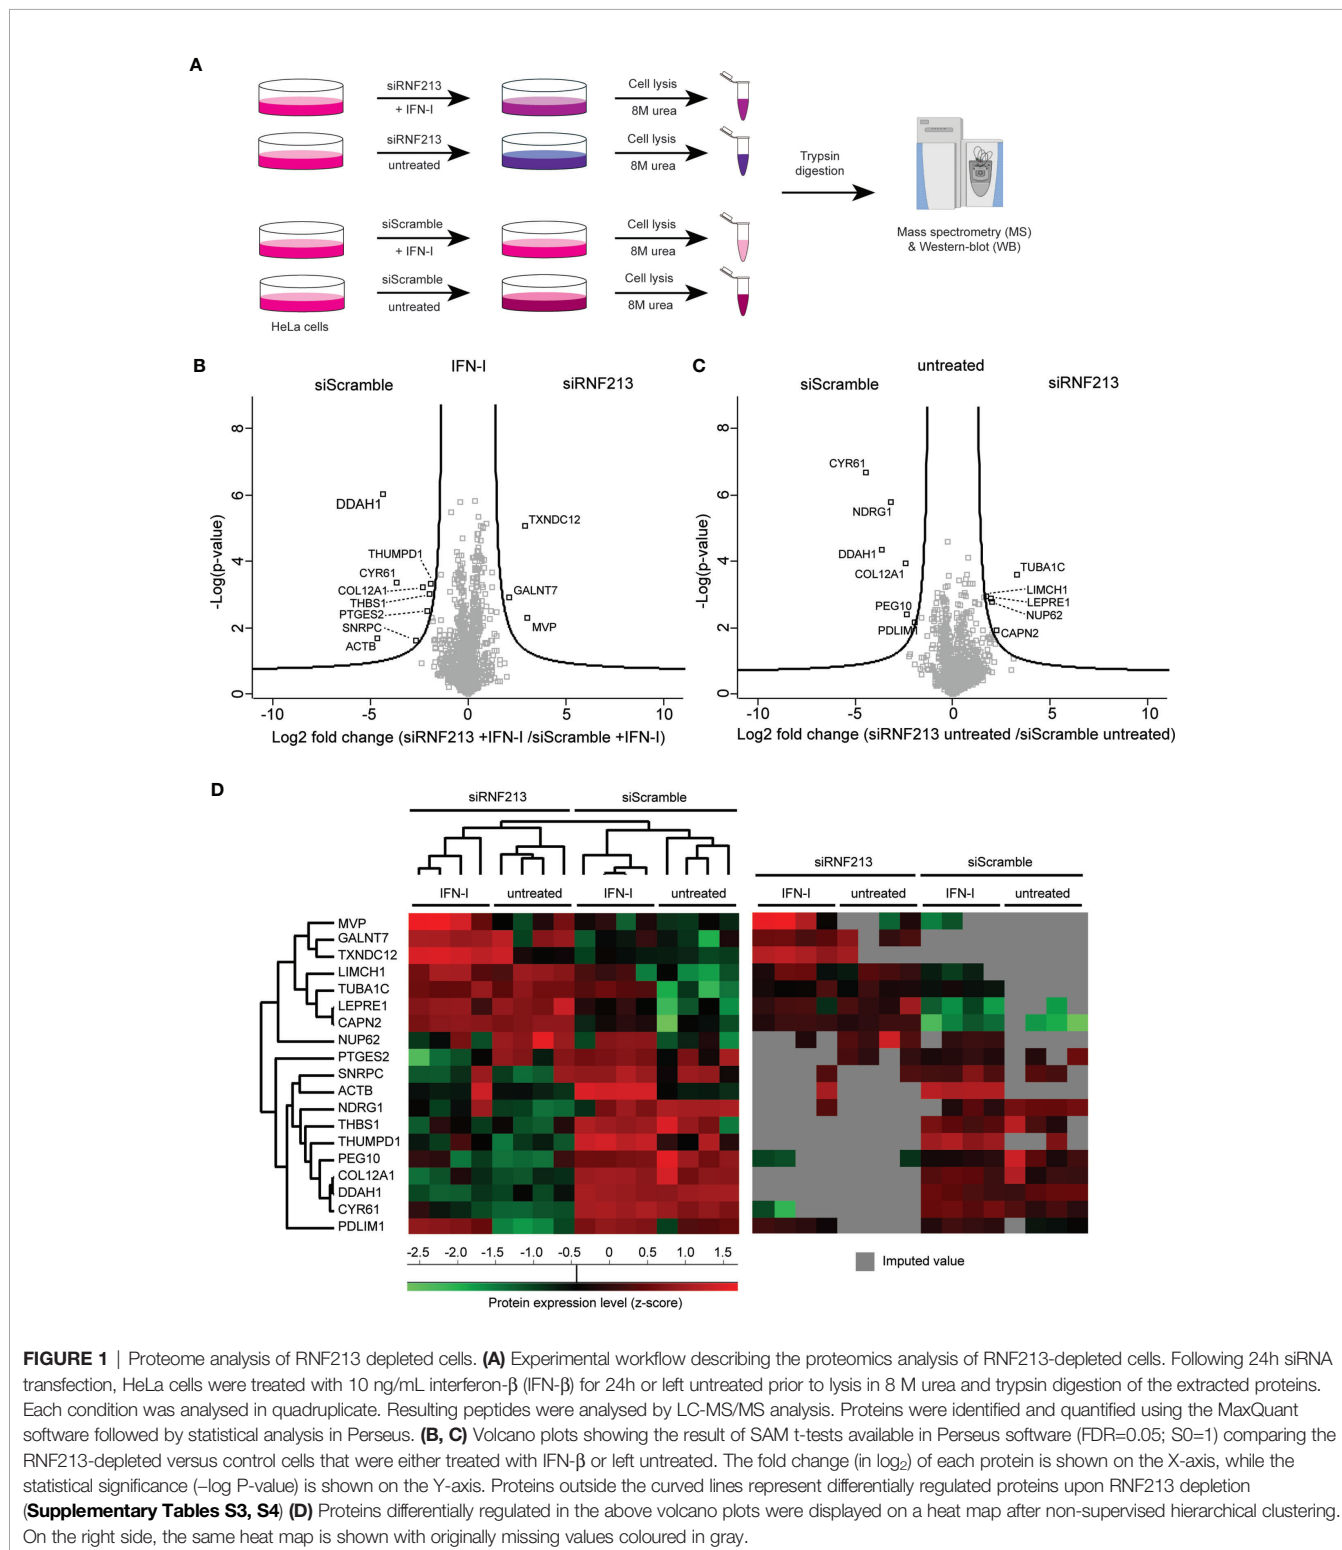 A
siRNF213
+ IFN-I
Cell lysis
8M urea
siRNF213
untreated
Cell lysis
8M urea
Trypsin
digestion
siScramble
+ IFN-I
Cell lysis
8M urea
Mass spectrometry (MS)
& Western-blot (WB)
siScramble
untreated
Cell lysis
8M urea
HeLa cells
B
IFN-I
siScramble
siRNF213
-Log(p-value)
8
6
4
2
0
DDAH1
TXNDC12
THUMPD1
CYR61
COL12A1
THBS1
PTGES2
SNRPC
ACTB
GALNT7
MVP
-10
-5
0
5
10
Log2 fold change (siRNF213 +IFN-I /siScramble +IFN-I)
C
untreated
siScramble
siRNF213
-Log(p-value)
8
6
4
2
0
CYR61
NDRG1
DDAH1
COL12A1
PEG10
PDLIM1
TUBA1C
LIMCH1
LEPRE1
NUP62
CAPN2
-10
-5
0
5
10
Log2 fold change (siRNF213 untreated /siScramble untreated)
D
siRNF213
siScramble
IFN-I
untreated
IFN-I
untreated
siRNF213
siScramble
IFN-I
untreated
IFN-I
untreated
MVP
GALNT7
TXNDC12
LIMCH1
TUBA1C
LEPRE1
CAPN2
NUP62
PTGES2
SNRPC
ACTB
NDRG1
THBS1
THUMPD1
PEG10
COL12A1
DDAH1
CYR61
PDLIM1
-2.5 -2.0 -1.5 -1.0 -0.5 0 0.5 1.0 1.5
Protein expression level (z-score)
Imputed value
FIGURE 1 | Proteome analysis of RNF213 depleted cells. (A) Experimental workflow describing the proteomics analysis of RNF213-depleted cells. Following 24h siRNA
transfection, HeLa cells were treated with 10 ng/mL interferon-β (IFN-β) for 24h or left untreated prior to lysis in 8 M urea and trypsin digestion of the extracted proteins.
Each condition was analysed in quadruplicate. Resulting peptides were analysed by LC-MS/MS analysis. Proteins were identified and quantified using the MaxQuant
software followed by statistical analysis in Perseus. (B, C) Volcano plots showing the result of SAM t-tests available in Perseus software (FDR=0.05; S0=1) comparing the
RNF213-depleted versus control cells that were either treated with IFN-β or left untreated. The fold change (in log₂) of each protein is shown on the X-axis, while the
statistical significance (−log P-value) is shown on the Y-axis. Proteins outside the curved lines represent differentially regulated proteins upon RNF213 depletion
(Supplementary Tables S3, S4) (D) Proteins differentially regulated in the above volcano plots were displayed on a heat map after non-supervised hierarchical clustering.
On the right side, the same heat map is shown with originally missing values coloured in gray.